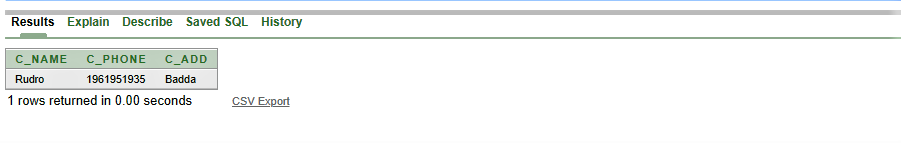 Results Explain Describe Saved SQL History
C_NAME C_PHONE C_ADD
Rudro 1961951935 Badda
1 rows returned in 0.00 seconds CSV Export